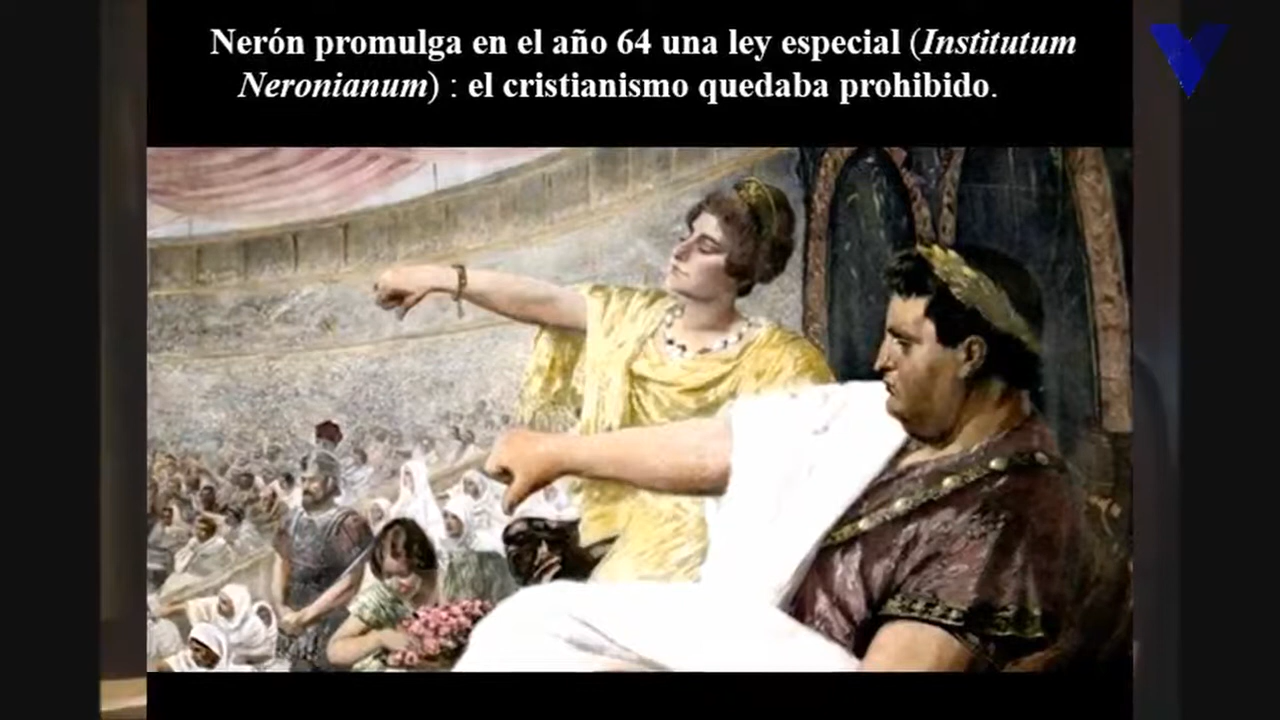 Nerón promulga en el año 64 una ley especial (Institutum
Neronianum) : el cristianismo quedaba prohibido.